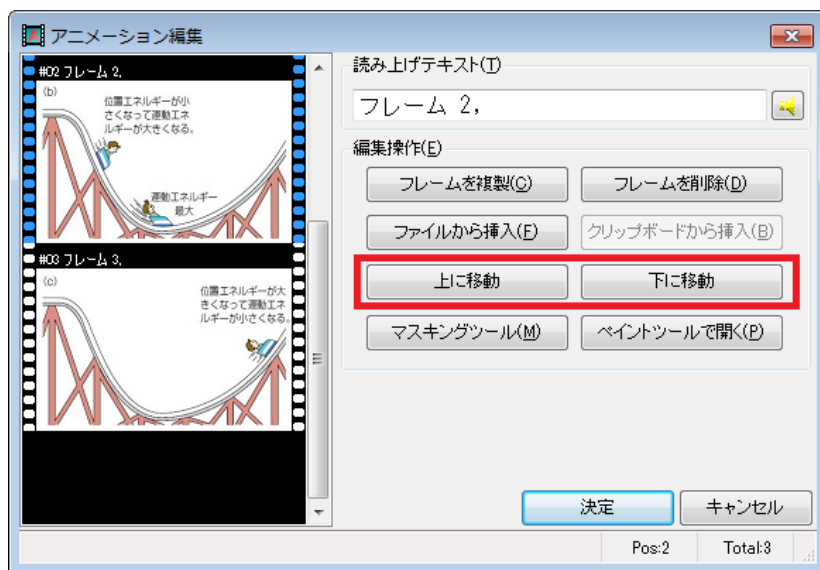 アニメーション編集
#02 フレーム 2,
(b)
位置エネルギーが小
さくなって運動エネ
ルギーが大きくなる。
運動エネルギー
最大
#03 フレーム 3,
(c)
位置エネルギーが大
きくなって運動エネ
ルギーが小さくなる。
読み上げテキスト(T)
フレーム 2,
編集操作(E)
フレームを複製(C)
フレームを削除(D)
ファイルから挿入(F)
クリップボードから挿入(B)
上に移動
下に移動
マスキングツール(M)
ペイントツールで開く(P)
決定
キャンセル
Pos:2
Total:3